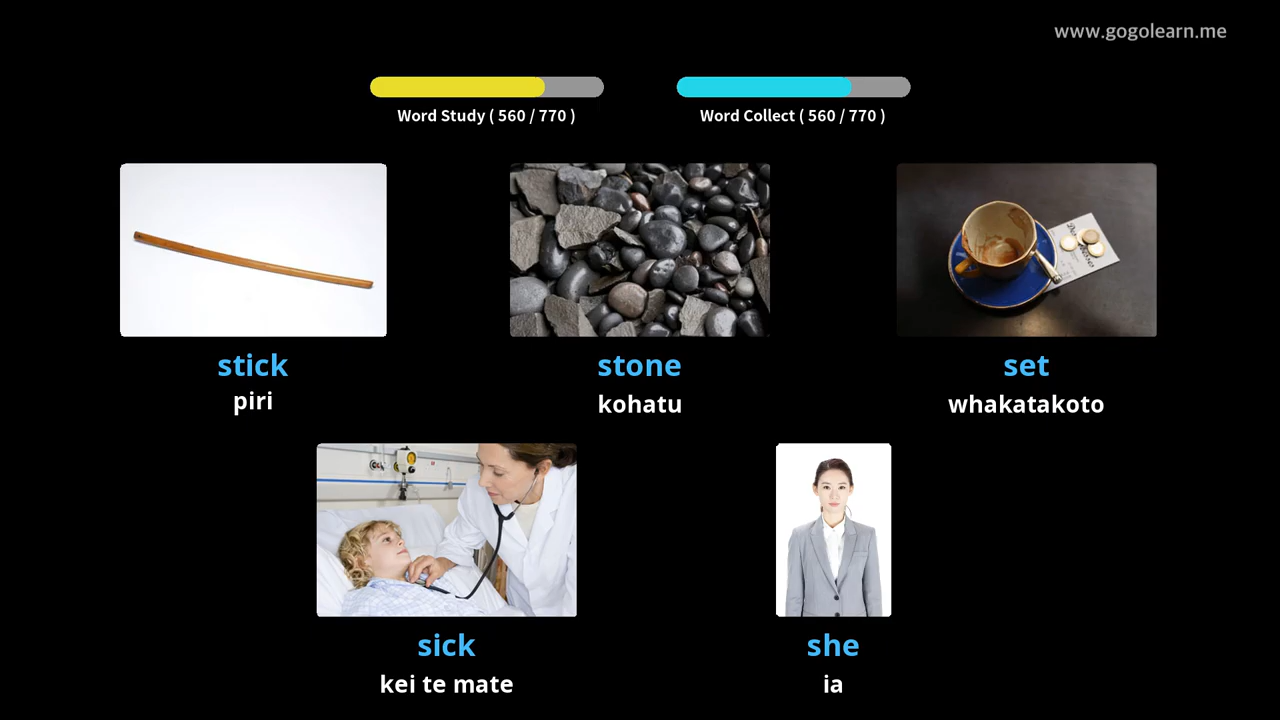 www.gogolearn.me
Word Study ( 560 / 770 )
Word Collect ( 560 / 770 )
stick
piri
stone
kohatu
set
whakatakoto
sick
kei te mate
she
ia